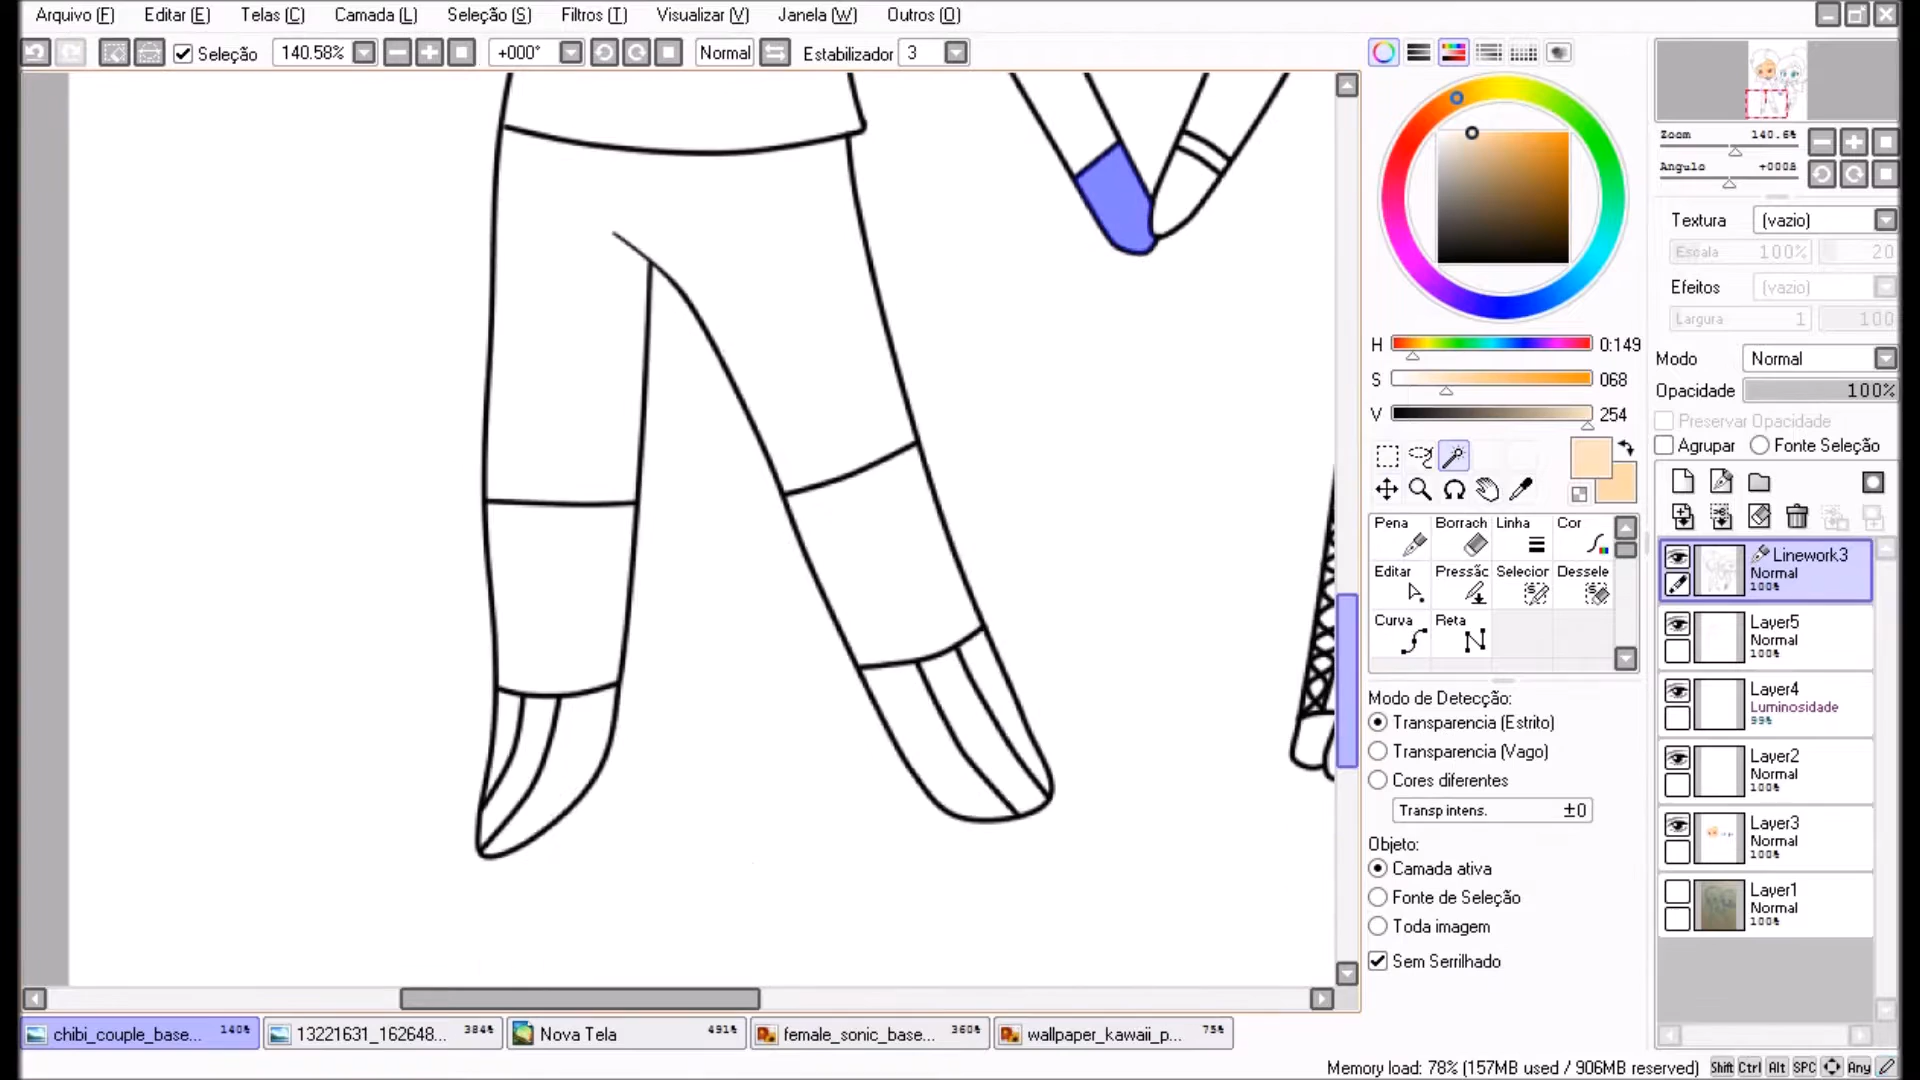 Arquivo (F) Editar (E) Telas (C) Camada (L) Seleção (S) Filtros (T) Visualizar (V) Janela (W) Outros (O)
Seleção 140.58% +000° Normal Estabilizador 3
Zoom 140.6%
Angulo +000ª
Textura (vazio)
Escala 100% 20
Efeitos (vazio)
Largura 1 100
H 0:149
S 068
V 254
Modo Normal
Opacidade 100%
Preservar Opacidade
Agrupar Fonte Seleção
Pena Borrach Linha Cor
Editar Pressãc Selecior Dessele
Curva Reta
Modo de Detecção:
Transparencia (Estrito)
Transparencia (Vago)
Cores diferentes
Transp intens. ±0
Objeto:
Camada ativa
Fonte de Seleção
Toda imagem
Sem Serrilhado
Linework3
Normal
100%
Layer5
Normal
100%
Layer4
Luminosidade
99%
Layer2
Normal
100%
Layer3
Normal
100%
Layer1
Normal
100%
chibi_couple_base... 140% 13221631_162648... 384% Nova Tela 491% female_sonic_base... 360% wallpaper_kawaii_p... 75%
Memory load: 78% (157MB used / 906MB reserved) Shift Ctrl Alt SPC Any